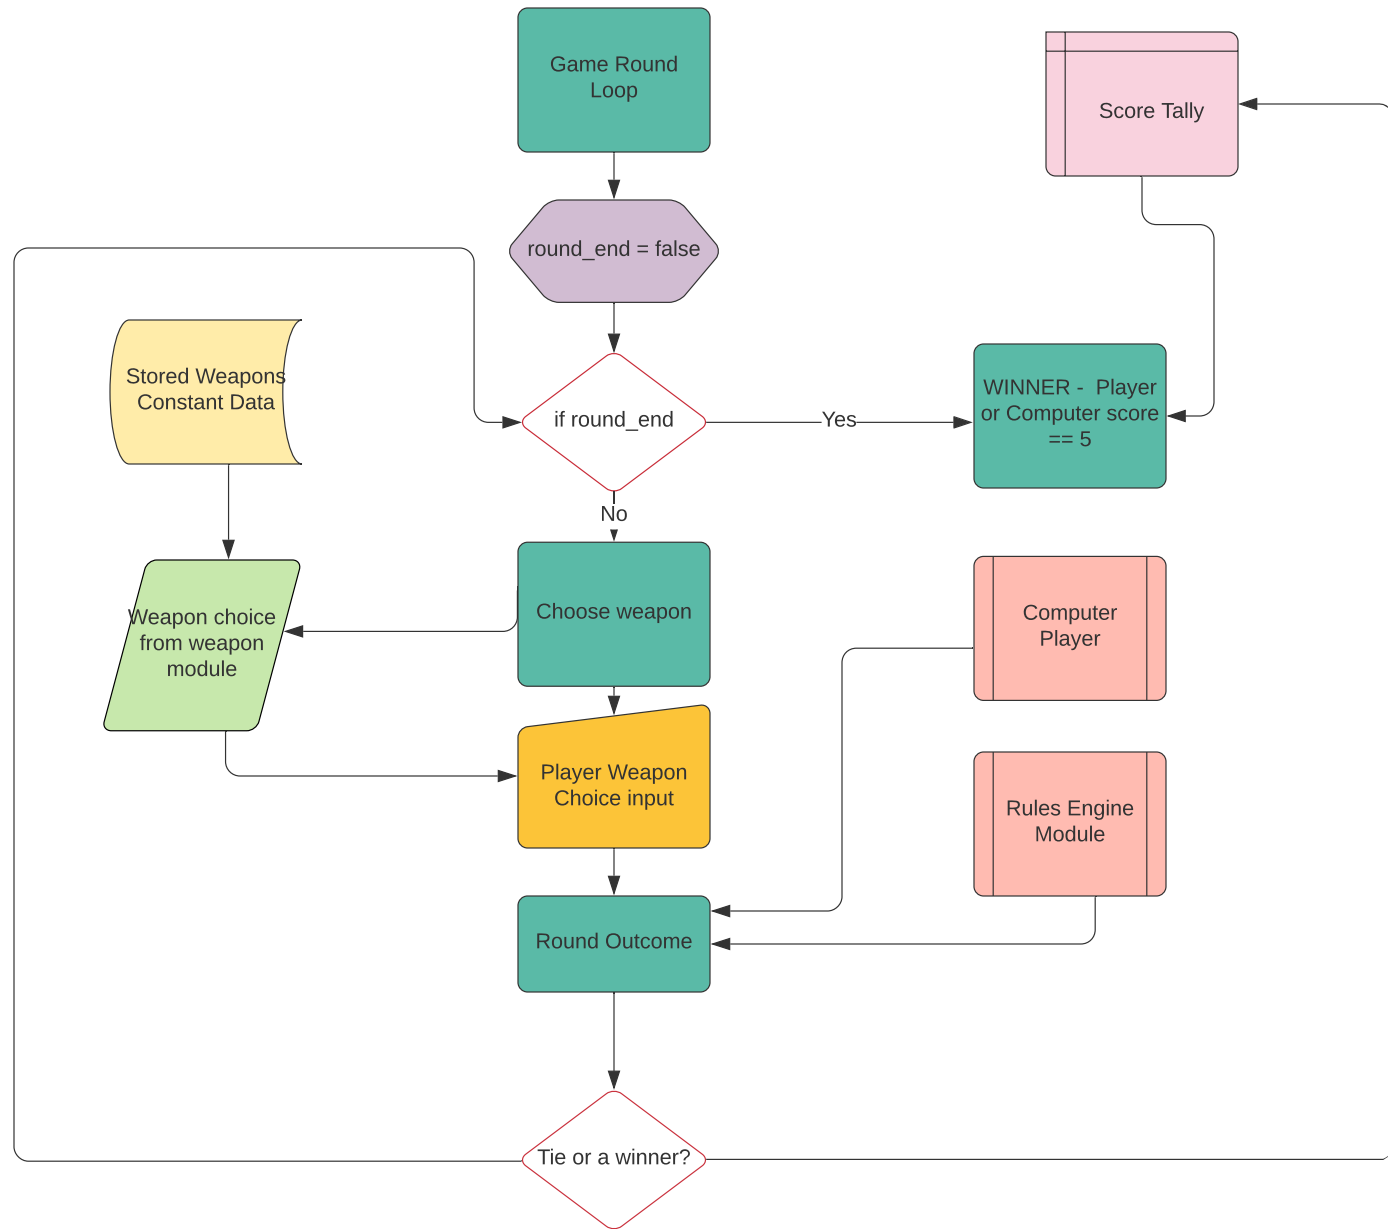 Game Round
Loop
Score Tally
round_end = false
Stored Weapons
Constant Data
if round_end
Yes
WINNER -  Player
or Computer score
== 5
No
Choose weapon
Weapon choice
from weapon
module
Computer
Player
Player Weapon
Choice input
Rules Engine
Module
Round Outcome
Tie or a winner?